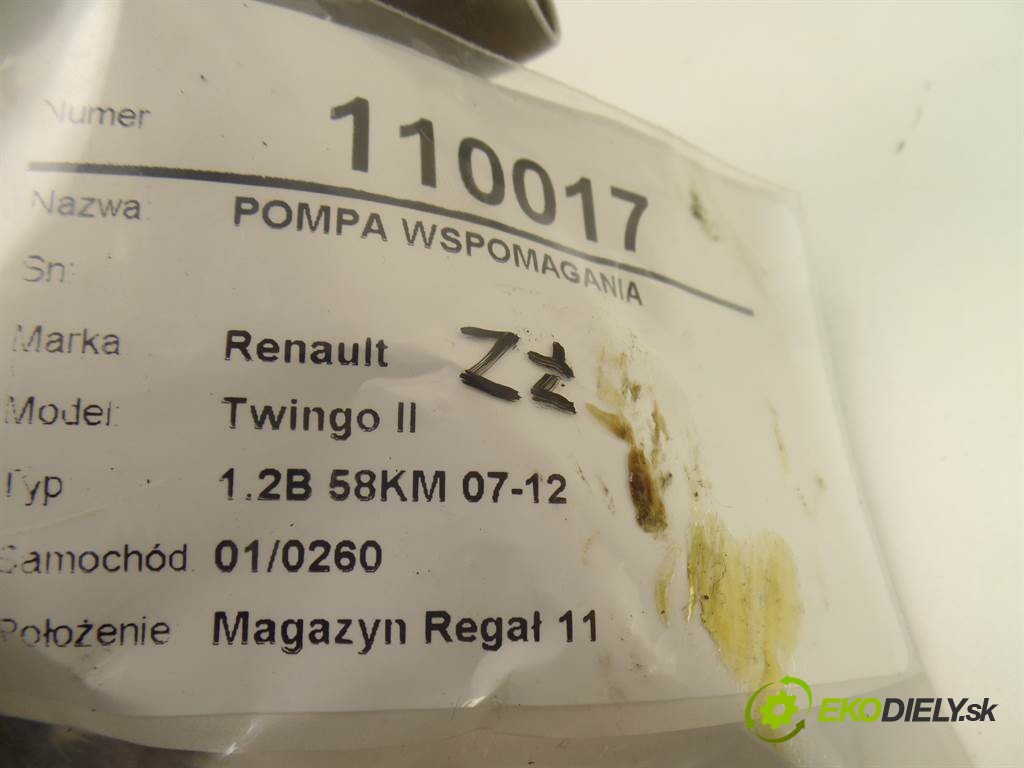 Numer 110017
Nazwa: POMPA WSPOMAGANIA
Sn:
Marka Renault
Model: Twingo II
Typ 1.2B 58KM 07-12
Samochód 01/0260
Położenie Magazyn Regał 11
EKODIELY.sk